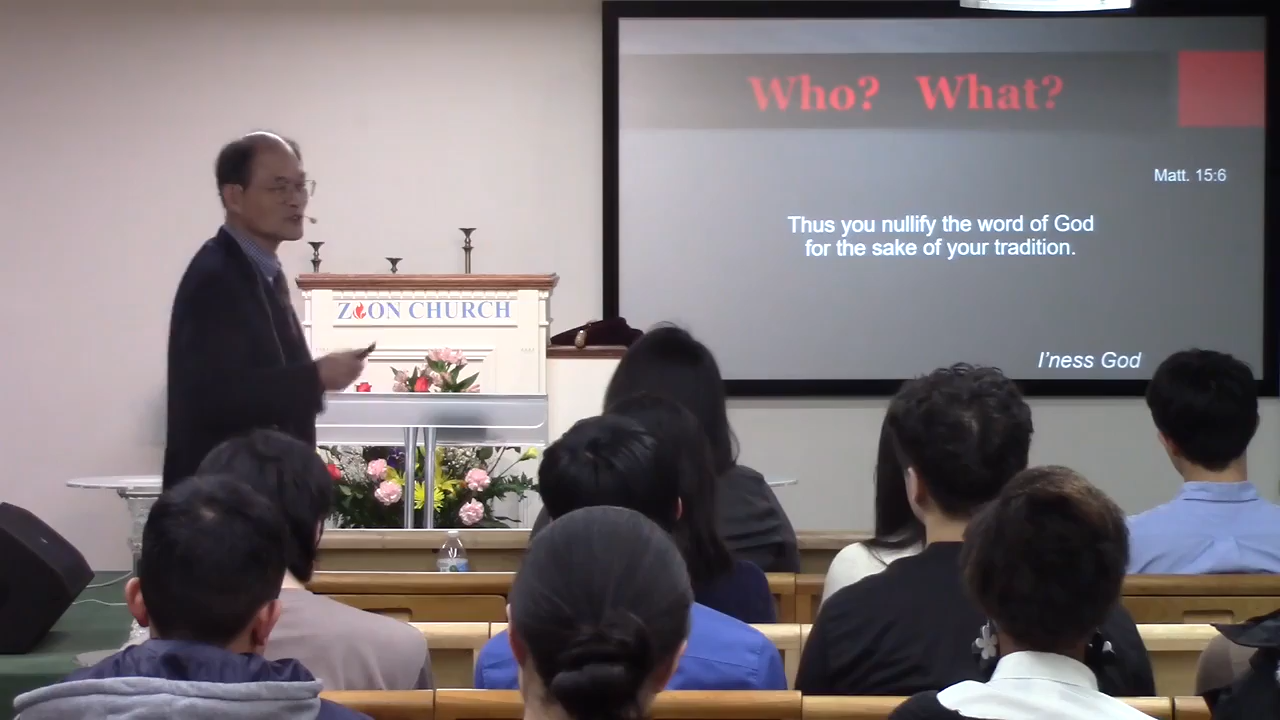 Who? What?
Matt. 15:6
Thus you nullify the word of God
for the sake of your tradition.
I'ness God
ZOON CHURCH